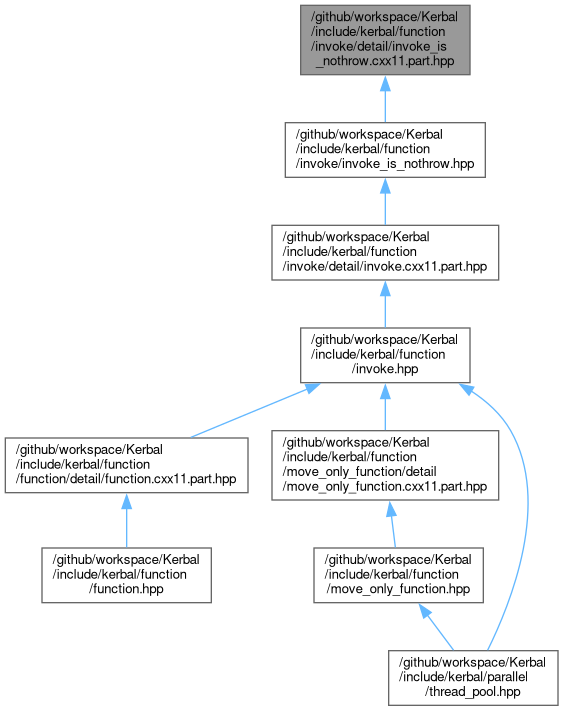 /github/workspace/Kerbal
/include/kerbal/function
/invoke/detail/invoke_is
_nothrow.cxx11.part.hpp
/github/workspace/Kerbal
/include/kerbal/function
/invoke/invoke_is_nothrow.hpp
/github/workspace/Kerbal
/include/kerbal/function
/invoke/detail/invoke.cxx11.part.hpp
/github/workspace/Kerbal
/include/kerbal/function
/invoke.hpp
/github/workspace/Kerbal
/include/kerbal/function
/function/detail/function.cxx11.part.hpp
/github/workspace/Kerbal
/include/kerbal/function
/move_only_function/detail
/move_only_function.cxx11.part.hpp
/github/workspace/Kerbal
/include/kerbal/function
/function.hpp
/github/workspace/Kerbal
/include/kerbal/function
/move_only_function.hpp
/github/workspace/Kerbal
/include/kerbal/parallel
/thread_pool.hpp